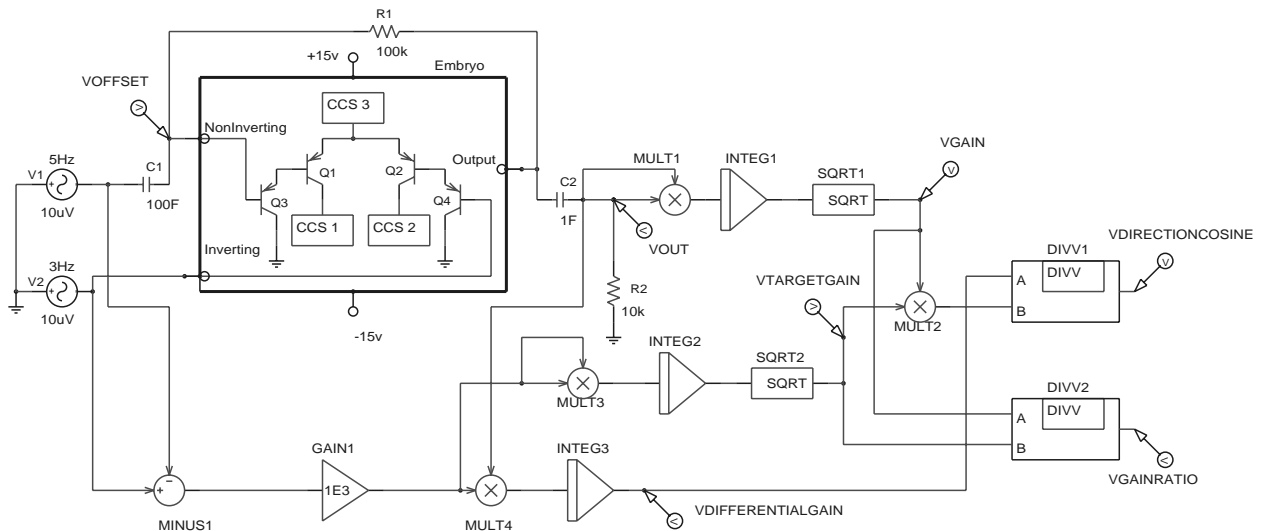 R1
100k
+15v
Embryo
VOFFSET
CCS 3
NonInverting
Output
5Hz
V1
10uV
C1
100F
Q1
Q2
Q3
Q4
CCS 1
CCS 2
Inverting
3Hz
V2
10uV
-15v
C2
1F
MULT1
INTEG1
SQRT1
SQRT
VGAIN
V
VOUT
V
R2
10k
VTARGETGAIN
V
MULT2
VDIRECTIONCOSINE
V
DIVV1
DIVV
A
B
INTEG2
SQRT2
SQRT
MULT3
DIVV2
DIVV
A
B
VGAINRATIO
V
GAIN1
1E3
MINUS1
+
−
MULT4
INTEG3
VDIFFERENTIALGAIN
V
V